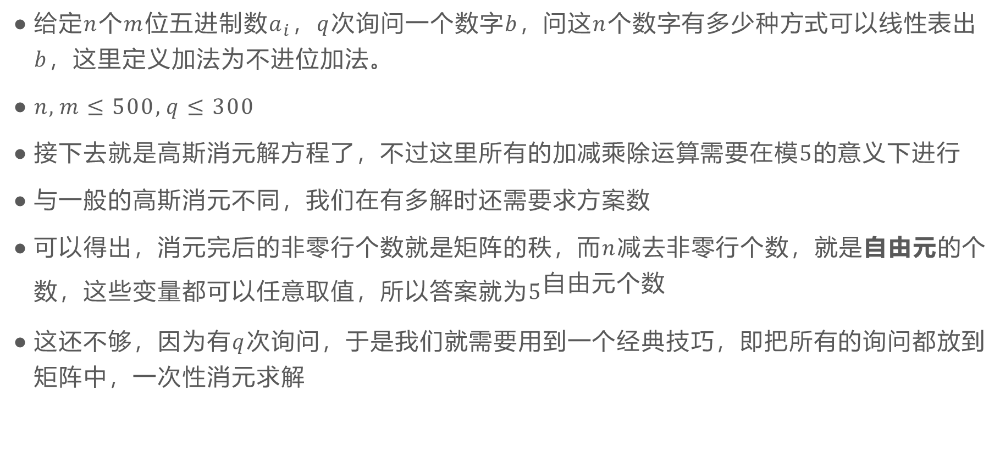 • 给定n个m位五进制数aᵢ，q次询问一个数字b，问这n个数字有多少种方式可以线性表出
b，这里定义加法为不进位加法。
• n, m ≤ 500, q ≤ 300
• 接下去就是高斯消元解方程了，不过这里所有的加减乘除运算需要在模5的意义下进行
• 与一般的高斯消元不同，我们在有多解时还需要求方案数
• 可以得出，消元完后的非零行个数就是矩阵的秩，而n减去非零行个数，就是自由元的个
数，这些变量都可以任意取值，所以答案就为5^自由元个数
• 这还不够，因为有q次询问，于是我们就需要用到一个经典技巧，即把所有的询问都放到
矩阵中，一次性消元求解